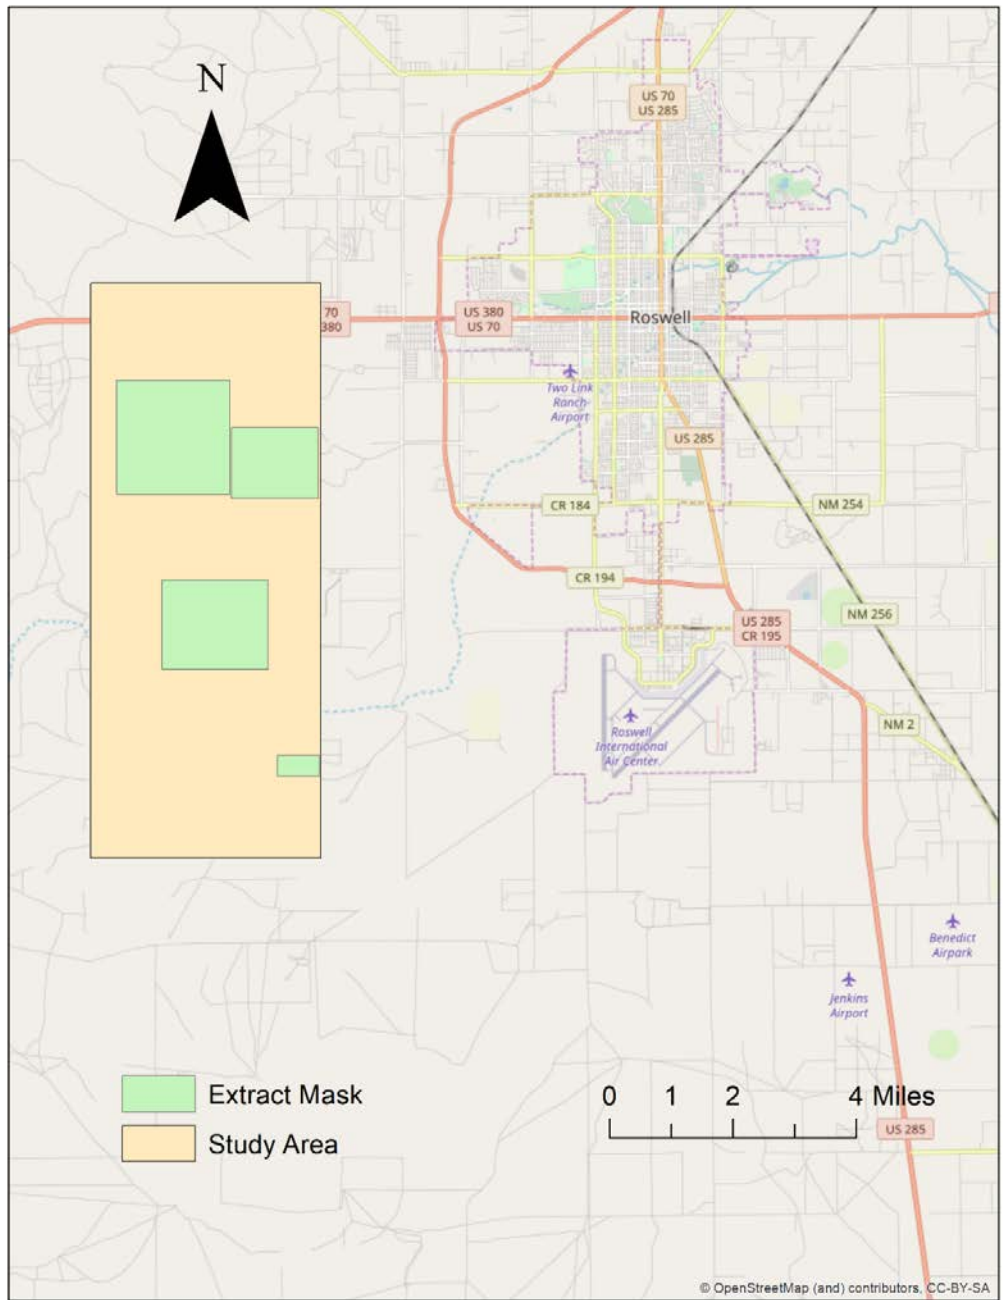 N
US 70
US 285
70
380
US 380
US 70
Roswell
Two Link
Ranch
Airport
US 285
CR 184
NM 254
CR 194
NM 256
US 285
CR 195
NM 2
Roswell
International
Air Center
Benedict
Airpark
Jenkins
Airport
Extract Mask
Study Area
0 1 2 4 Miles
US 285
© OpenStreetMap (and) contributors, CC-BY-SA